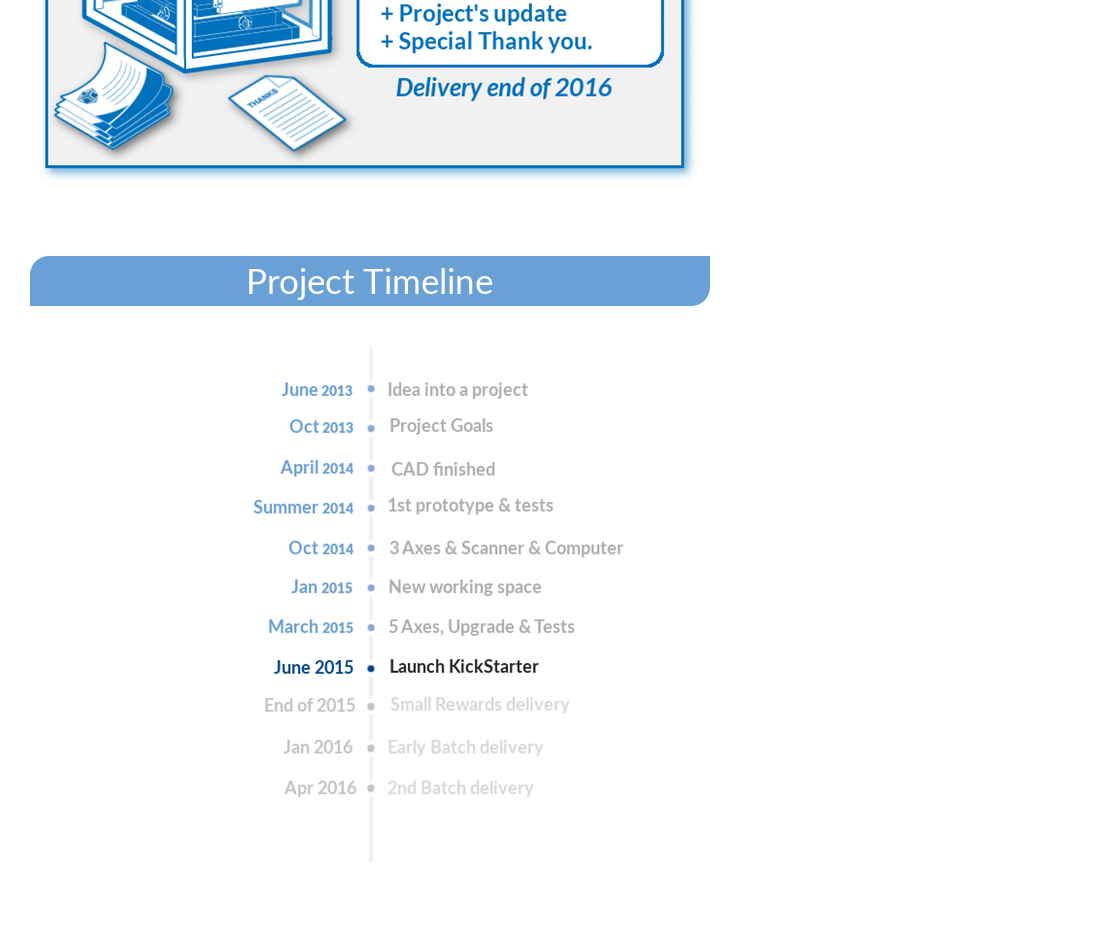 + Project's update
+ Special Thank you.
Delivery end of 2016
THANKS
Project Timeline
June 2013 Idea into a project
Oct 2013 Project Goals
April 2014 CAD finished
Summer 2014 1st prototype & tests
Oct 2014 3 Axes & Scanner & Computer
Jan 2015 New working space
March 2015 5 Axes, Upgrade & Tests
June 2015 Launch KickStarter
End of 2015 Small Rewards delivery
Jan 2016 Early Batch delivery
Apr 2016 2nd Batch delivery